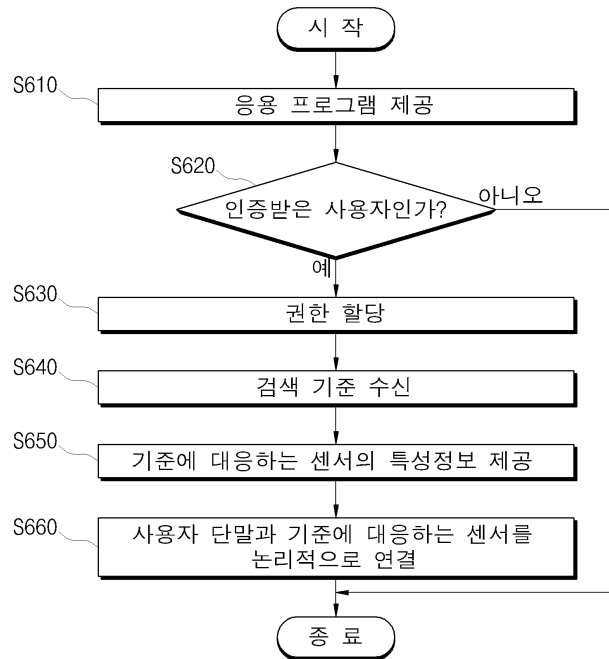 시 작
S610
응용 프로그램 제공
S620
인증받은 사용자인가?
아니오
예
S630
권한 할당
S640
검색 기준 수신
S650
기준에 대응하는 센서의 특성정보 제공
S660
사용자 단말과 기준에 대응하는 센서를
논리적으로 연결
종 료